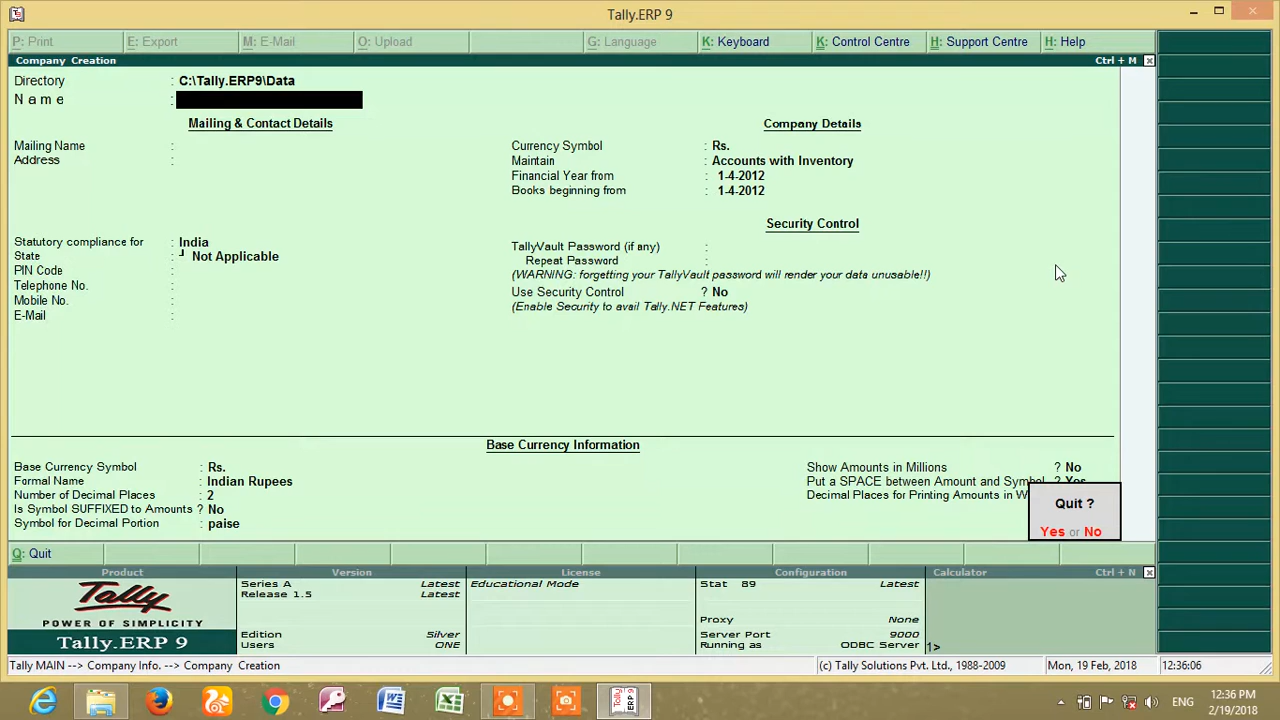 Tally.ERP 9
P: Print E: Export M: E-Mail O: Upload G: Language K: Keyboard K: Control Centre H: Support Centre H: Help
Company Creation Ctrl + M
Directory : C:\Tally.ERP9\Data
Name :
Mailing & Contact Details
Company Details
Mailing Name :
Address :
Currency Symbol : Rs.
Maintain : Accounts with Inventory
Financial Year from : 1-4-2012
Books beginning from : 1-4-2012
Security Control
Statutory compliance for : India
State : Not Applicable
PIN Code :
Telephone No. :
Mobile No. :
E-Mail :
TallyVault Password (if any) :
Repeat Password :
(WARNING: forgetting your TallyVault password will render your data unusable!!)
Use Security Control ? No
(Enable Security to avail Tally.NET Features)
Base Currency Information
Base Currency Symbol : Rs.
Formal Name : Indian Rupees
Number of Decimal Places : 2
Is Symbol SUFFIXED to Amounts ? No
Symbol for Decimal Portion : paise
Show Amounts in Millions ? No
Put a SPACE between Amount and Symbol ? Yes
Decimal Places for Printing Amounts in W
Quit ?
Yes or No
Q: Quit
Product Version License Configuration Calculator Ctrl + N
Tally
POWER OF SIMPLICITY
Tally.ERP 9
Series A Latest
Release 1.5 Latest
Edition Silver
Users ONE
Educational Mode
Stat 89 Latest
Proxy None
Server Port 9000
Running as ODBC Server
1>
Tally MAIN --> Company Info. --> Company Creation (c) Tally Solutions Pvt. Ltd., 1988-2009 Mon, 19 Feb, 2018 12:36:06
ENG
12:36 PM
2/19/2018